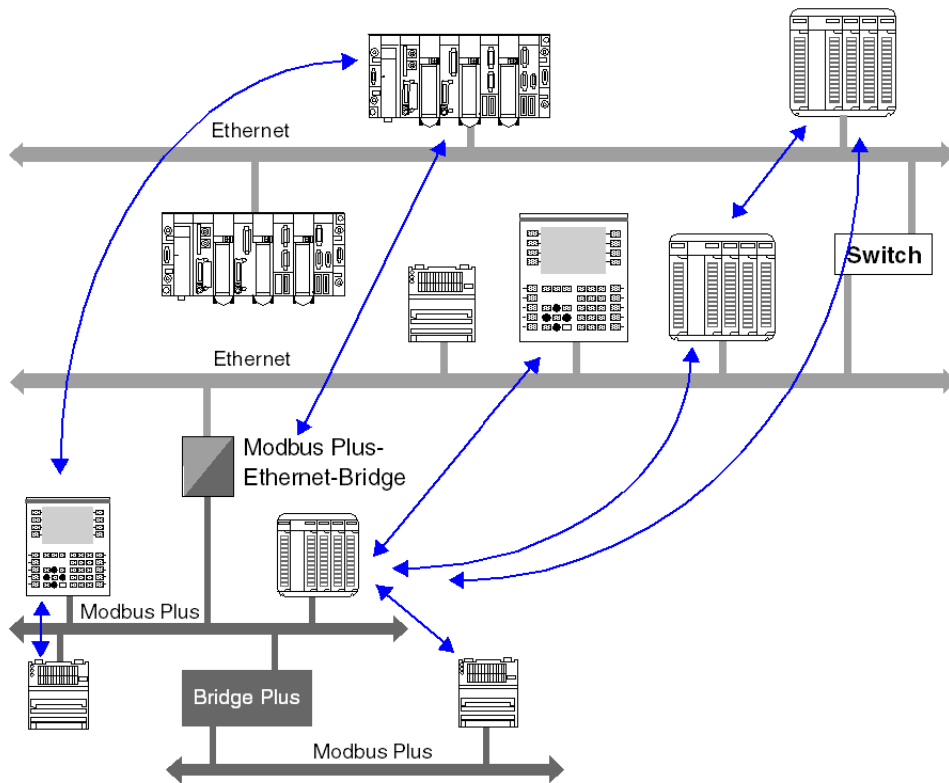 Ethernet
Switch
Ethernet
Modbus Plus-
Ethernet-Bridge
Modbus Plus
Bridge Plus
Modbus Plus